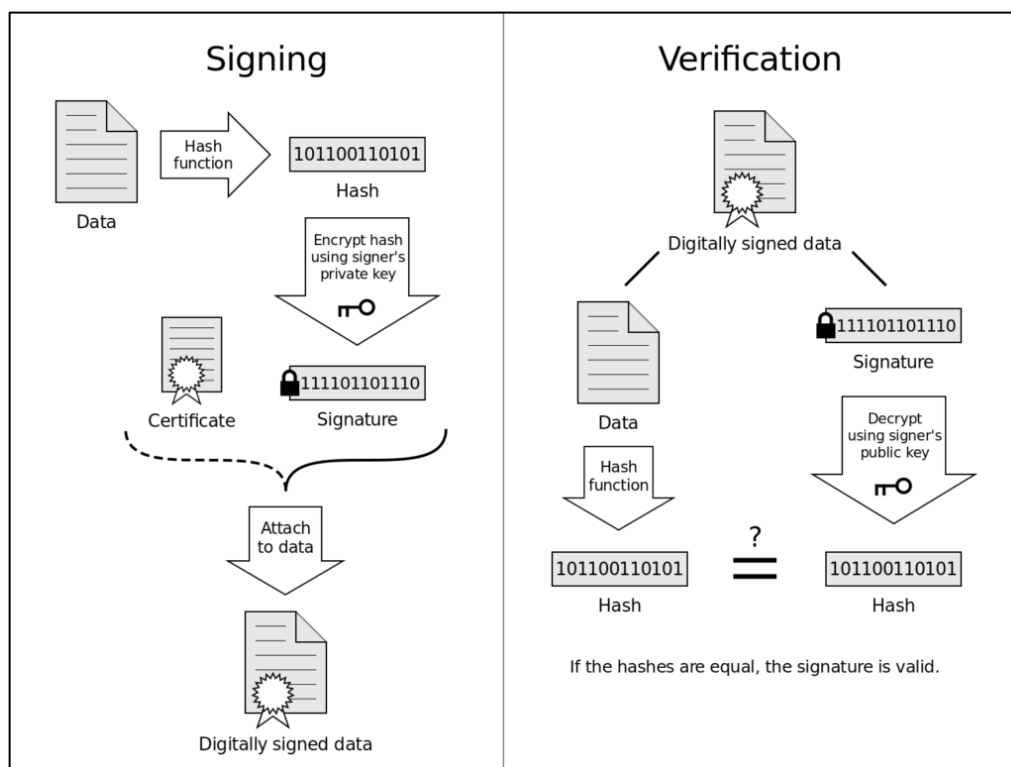 Signing
Data
Hash
function
101100110101
Hash
Encrypt hash
using signer's
private key
Certificate
111101101110
Signature
Attach
to data
Digitally signed data
Verification
Digitally signed data
Data
Hash
function
101100110101
Hash
111101101110
Signature
Decrypt
using signer's
public key
?
=
101100110101
Hash
If the hashes are equal, the signature is valid.